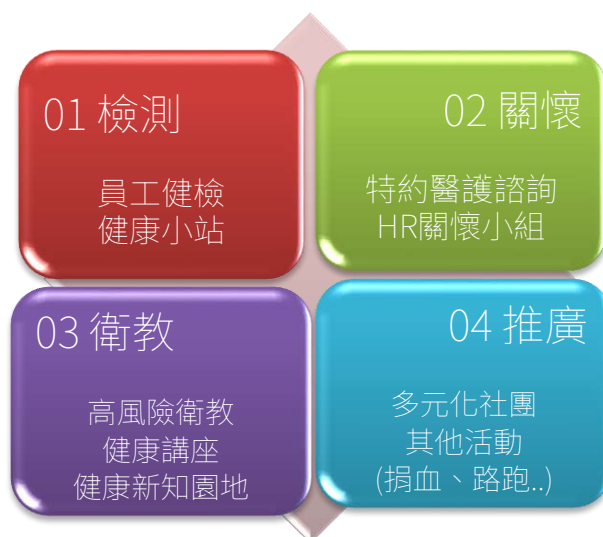 01 檢測
員工健檢
健康小站
02 關懷
特約醫護諮詢
HR關懷小組
03 衛教
高風險衛教
健康講座
健康新知園地
04 推廣
多元化社團
其他活動
(捐血、路跑..)